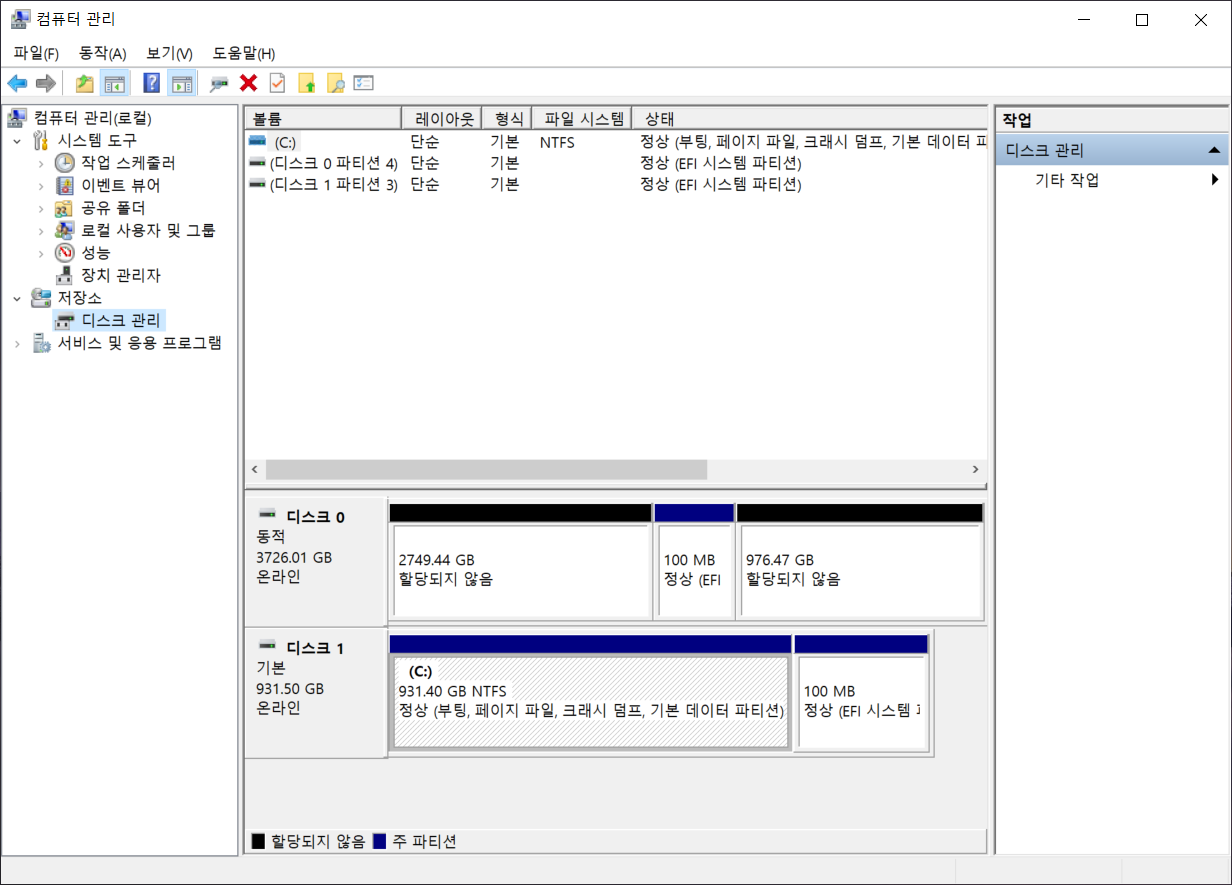 컴퓨터 관리
파일(F) 동작(A) 보기(V) 도움말(H)
컴퓨터 관리(로컬)
시스템 도구
작업 스케줄러
이벤트 뷰어
공유 폴더
로컬 사용자 및 그룹
성능
장치 관리자
저장소
디스크 관리
서비스 및 응용 프로그램
볼륨 레이아웃 형식 파일 시스템 상태
(C:) 단순 기본 NTFS 정상 (부팅, 페이지 파일, 크래시 덤프, 기본 데이터 파
(디스크 0 파티션 4) 단순 기본 정상 (EFI 시스템 파티션)
(디스크 1 파티션 3) 단순 기본 정상 (EFI 시스템 파티션)
디스크 0
동적
3726.01 GB
온라인
2749.44 GB
할당되지 않음
100 MB
정상 (EFI
976.47 GB
할당되지 않음
디스크 1
기본
931.50 GB
온라인
(C:)
931.40 GB NTFS
정상 (부팅, 페이지 파일, 크래시 덤프, 기본 데이터 파티션)
100 MB
정상 (EFI 시스템
할당되지 않음 주 파티션
작업
디스크 관리
기타 작업